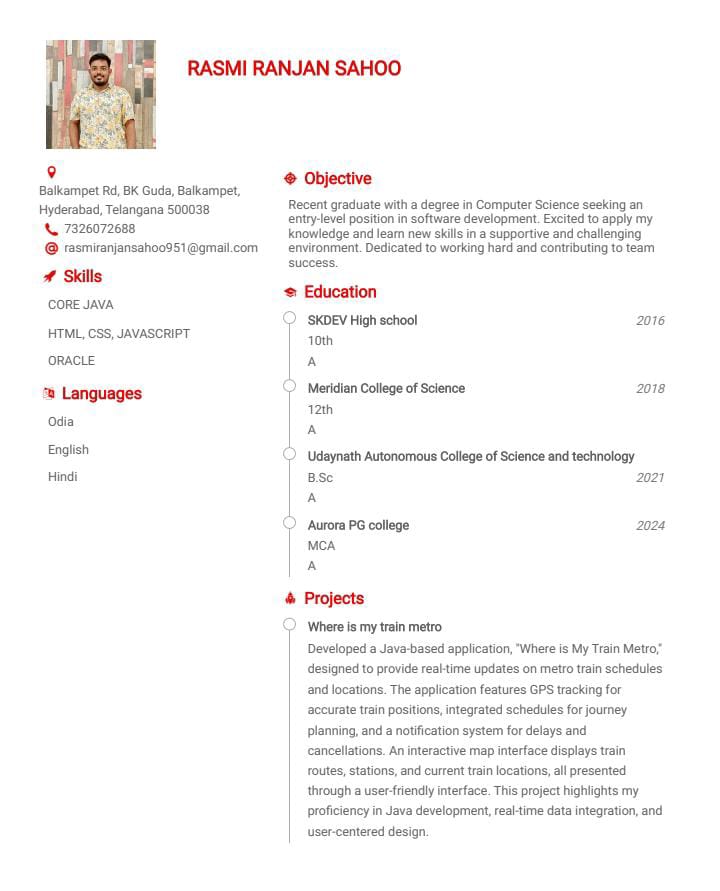 RASMI RANJAN SAHOO
Balkampet Rd, BK Guda, Balkampet,
Hyderabad, Telangana 500038
7326072688
rasmiranjansahoo951@gmail.com
Skills
CORE JAVA
HTML, CSS, JAVASCRIPT
ORACLE
Languages
Odia
English
Hindi
Objective
Recent graduate with a degree in Computer Science seeking an
entry-level position in software development. Excited to apply my
knowledge and learn new skills in a supportive and challenging
environment. Dedicated to working hard and contributing to team
success.
Education
SKDEV High school 2016
10th
A
Meridian College of Science 2018
12th
A
Udaynath Autonomous College of Science and technology
B.Sc 2021
A
Aurora PG college 2024
MCA
A
Projects
Where is my train metro
Developed a Java-based application, "Where is My Train Metro,"
designed to provide real-time updates on metro train schedules
and locations. The application features GPS tracking for
accurate train positions, integrated schedules for journey
planning, and a notification system for delays and
cancellations. An interactive map interface displays train
routes, stations, and current train locations, all presented
through a user-friendly interface. This project highlights my
proficiency in Java development, real-time data integration, and
user-centered design.